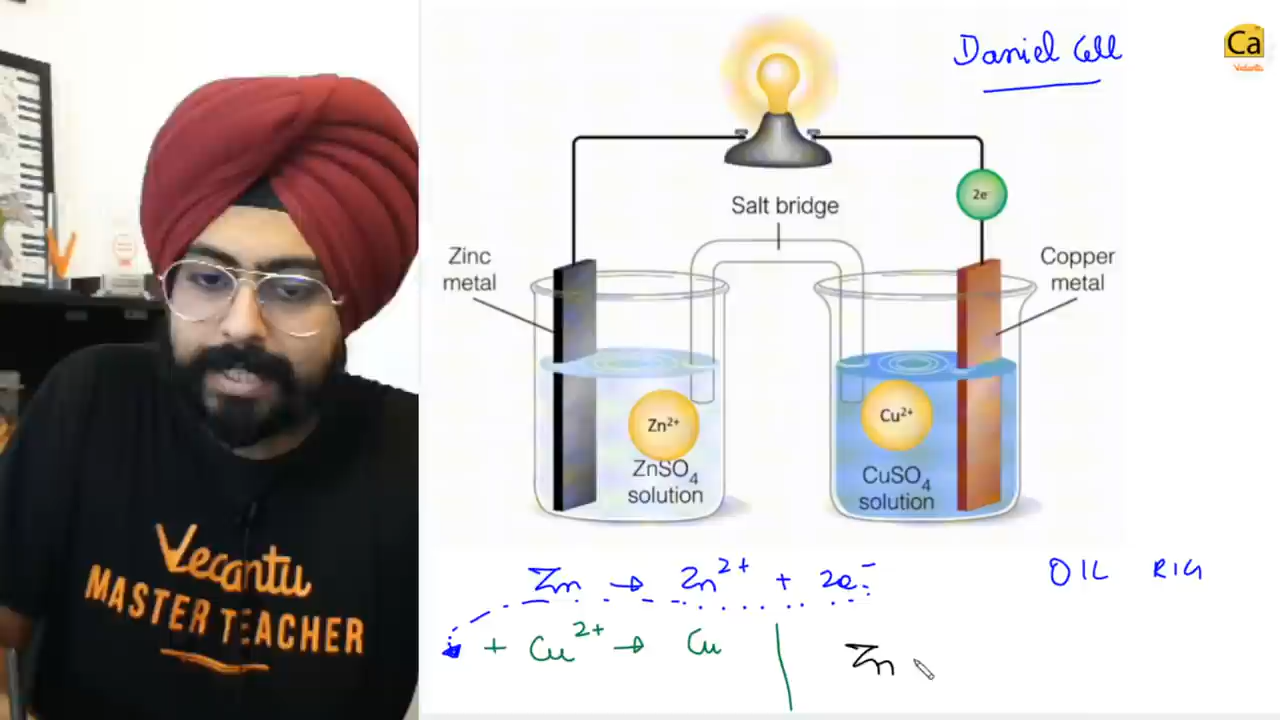 Daniel Cell
Ca
Vedantu
2e-
Salt bridge
Zinc
metal
Copper
metal
Zn²⁺
Cu²⁺
ZnSO₄
solution
CuSO₄
solution
Vedantu
MASTER TEACHER
Zn → Zn²⁺ + 2e⁻
OIL RIG
+ Cu²⁺ → Cu
Zn